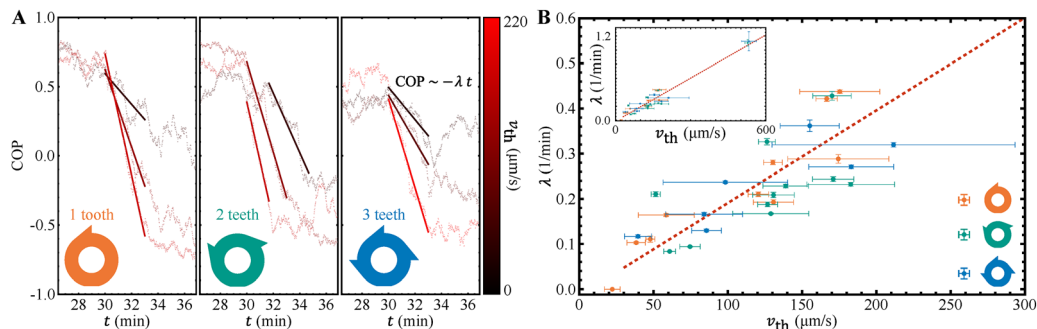 A
COP
1.0
0.5
0.0
-0.5
-1.0
1 tooth
2 teeth
3 teeth
COP ~ −λ t
28 30 32 34 36
28 30 32 34 36
28 30 32 34 36
t (min)
t (min)
t (min)
220
v_th (μm/s)
0
B
λ (1/min)
0.6
0.5
0.4
0.3
0.2
0.1
0.0
0 50 100 150 200 250 300
v_th (μm/s)
λ (1/min)
1.2
0.0
0 600
v_th (μm/s)